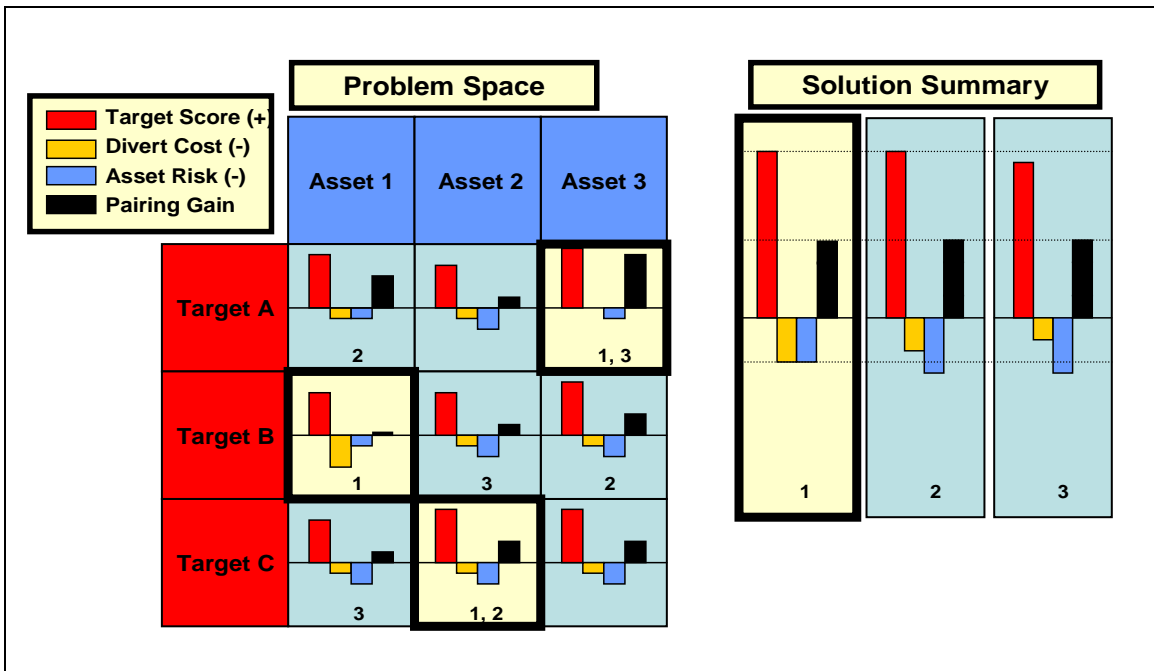 Problem Space
Solution Summary
Target Score (+)
Divert Cost (-)
Asset Risk (-)
Pairing Gain
Asset 1
Asset 2
Asset 3
Target A
2
1, 3
Target B
1
3
2
Target C
3
1, 2
1
2
3